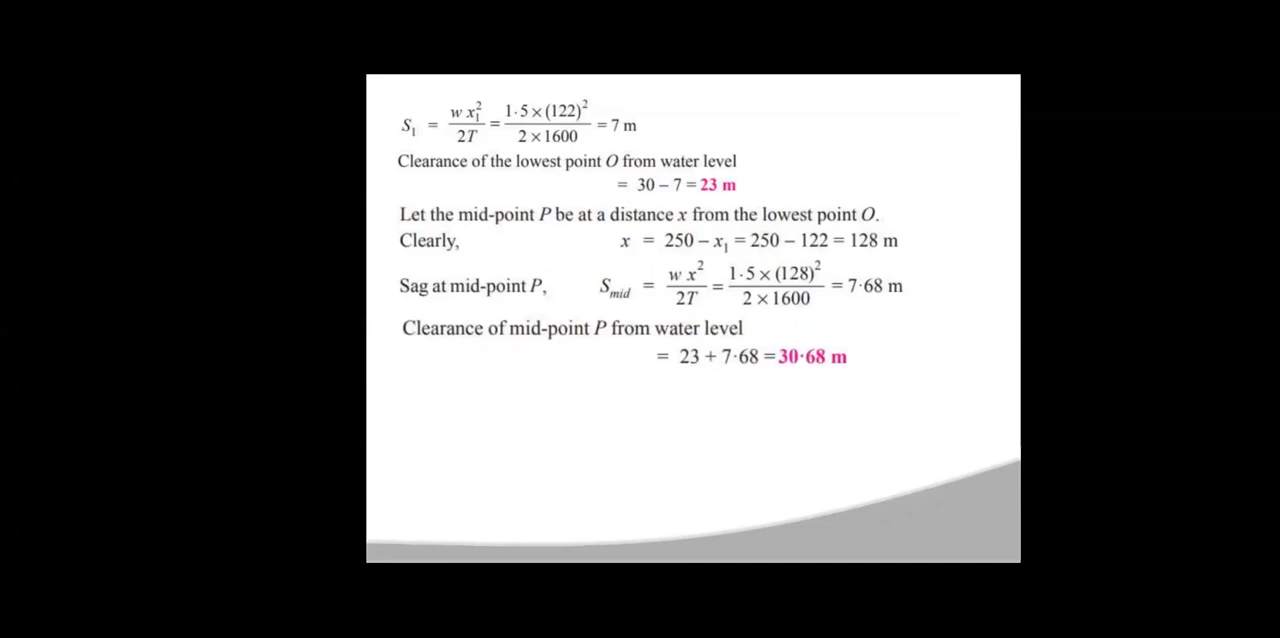 S₁ = w x₁²/2T = 1·5 × (122)²/2 × 1600 = 7 m
Clearance of the lowest point O from water level
= 30 – 7 = 23 m
Let the mid-point P be at a distance x from the lowest point O.
Clearly, x = 250 – x₁ = 250 – 122 = 128 m
Sag at mid-point P, S_mid = w x²/2T = 1·5 × (128)²/2 × 1600 = 7·68 m
Clearance of mid-point P from water level
= 23 + 7·68 = 30·68 m